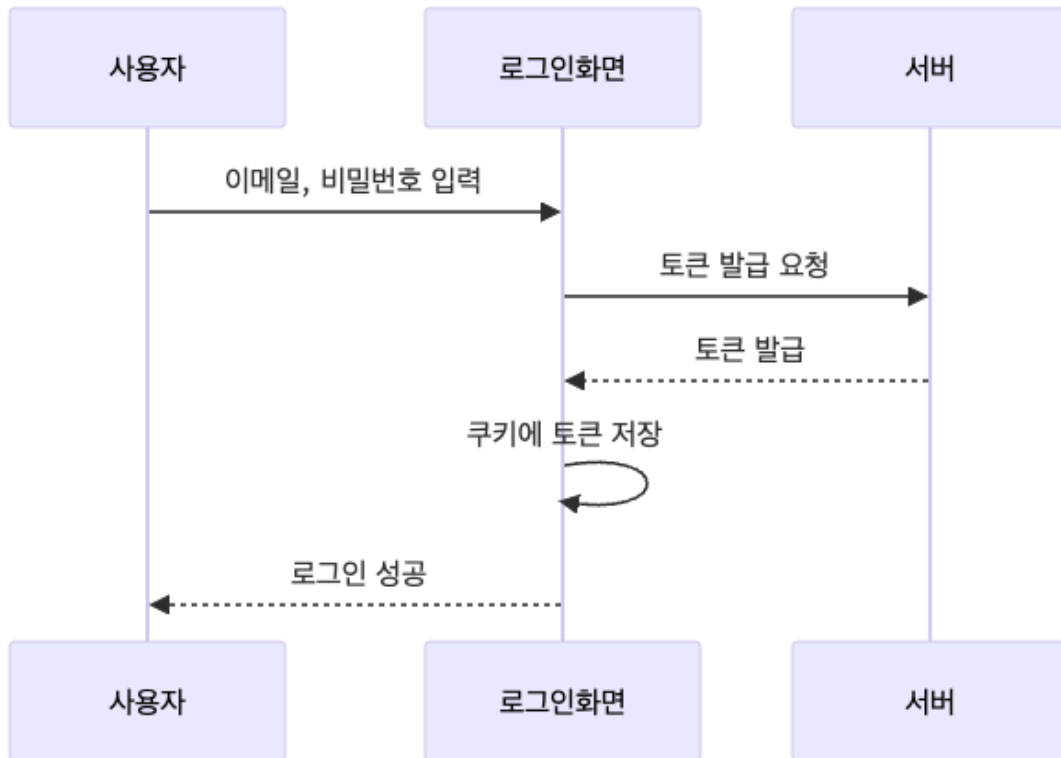 사용자
로그인화면
서버
이메일, 비밀번호 입력
토큰 발급 요청
토큰 발급
쿠키에 토큰 저장
로그인 성공
사용자
로그인화면
서버